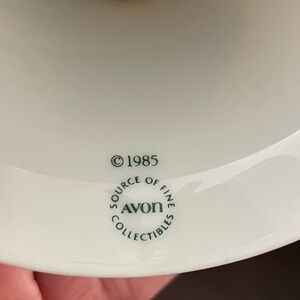 © 1985
SOURCE OF FINE
AVON
COLLECTIBLES